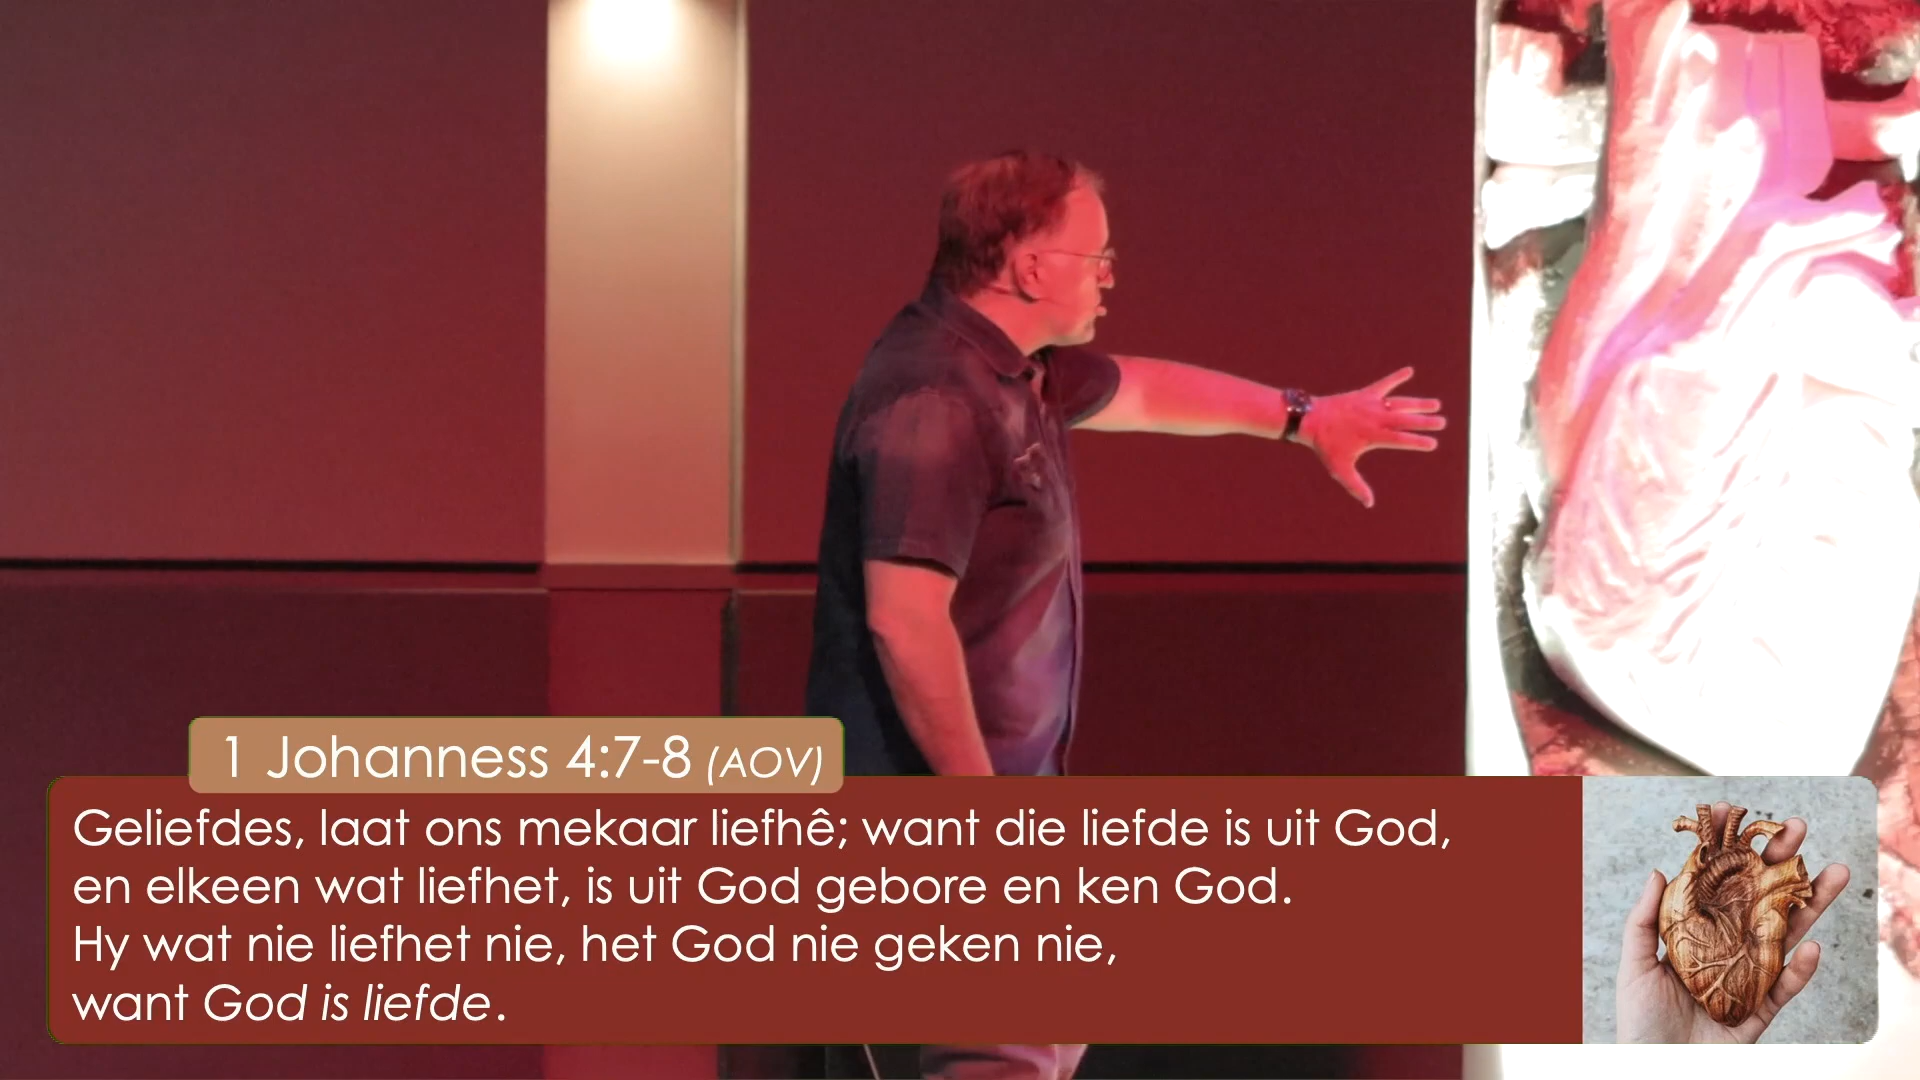 1 Johanness 4:7-8 (AOV)
Geliefdes, laat ons mekaar liefhê; want die liefde is uit God,
en elkeen wat liefhet, is uit God gebore en ken God.
Hy wat nie liefhet nie, het God nie geken nie,
want God is liefde.